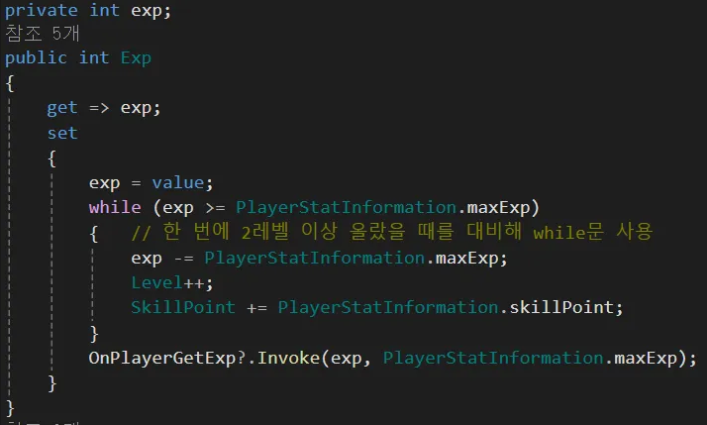 private int exp;
참조 5개
public int Exp
{
get => exp;
set
{
exp = value;
while (exp >= PlayerStatInformation.maxExp)
{ // 한 번에 2레벨 이상 올랐을 때를 대비해 while문 사용
exp -= PlayerStatInformation.maxExp;
Level++;
SkillPoint += PlayerStatInformation.skillPoint;
}
OnPlayerGetExp?.Invoke(exp, PlayerStatInformation.maxExp);
}
}